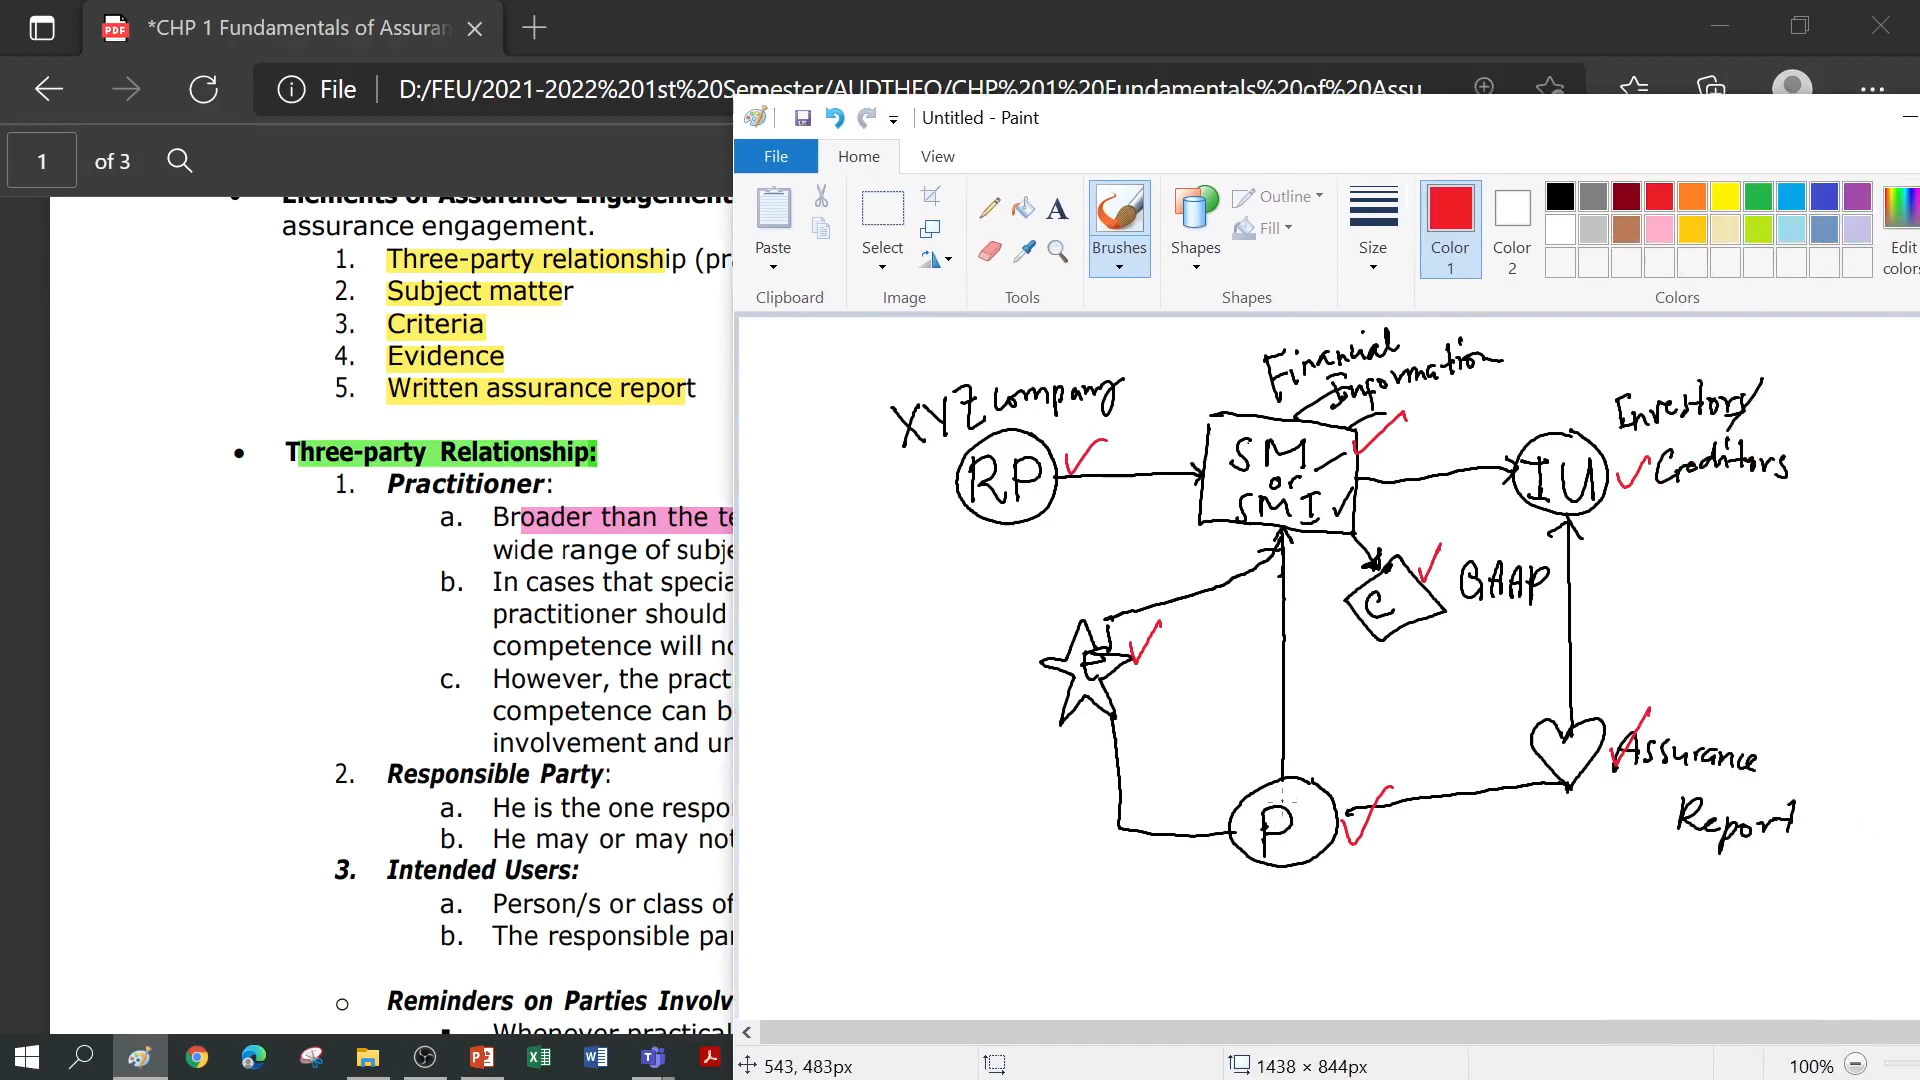 *CHP 1 Fundamentals of Assuran
File
D:/FEU/2021-2022%201st%20Semester/AUDTHEO/CHP%201%20Fundamentals%20of%20Assu
1 of 3
Elements of Assurance Engagement
assurance engagement.
1. Three-party relationship (pr
2. Subject matter
3. Criteria
4. Evidence
5. Written assurance report
• Three-party Relationship:
1. Practitioner:
a. Broader than the te
wide range of subje
b. In cases that specia
practitioner should
competence will no
c. However, the pract
competence can b
involvement and un
2. Responsible Party:
a. He is the one respo
b. He may or may not
3. Intended Users:
a. Person/s or class of
b. The responsible par
o Reminders on Parties Involv
▪ Whenever practical
Untitled - Paint
File Home View
Paste
Select
Brushes
Shapes
Outline
Fill
Size
Color
1
Color
2
Edit
colors
Clipboard Image Tools Shapes Colors
Financial
Information
XYZ Company
RP
SM
or
SMI
IU
Investors
Creditors
C
GAAP
E
P
Assurance
Report
543, 483px
1438 × 844px
100%